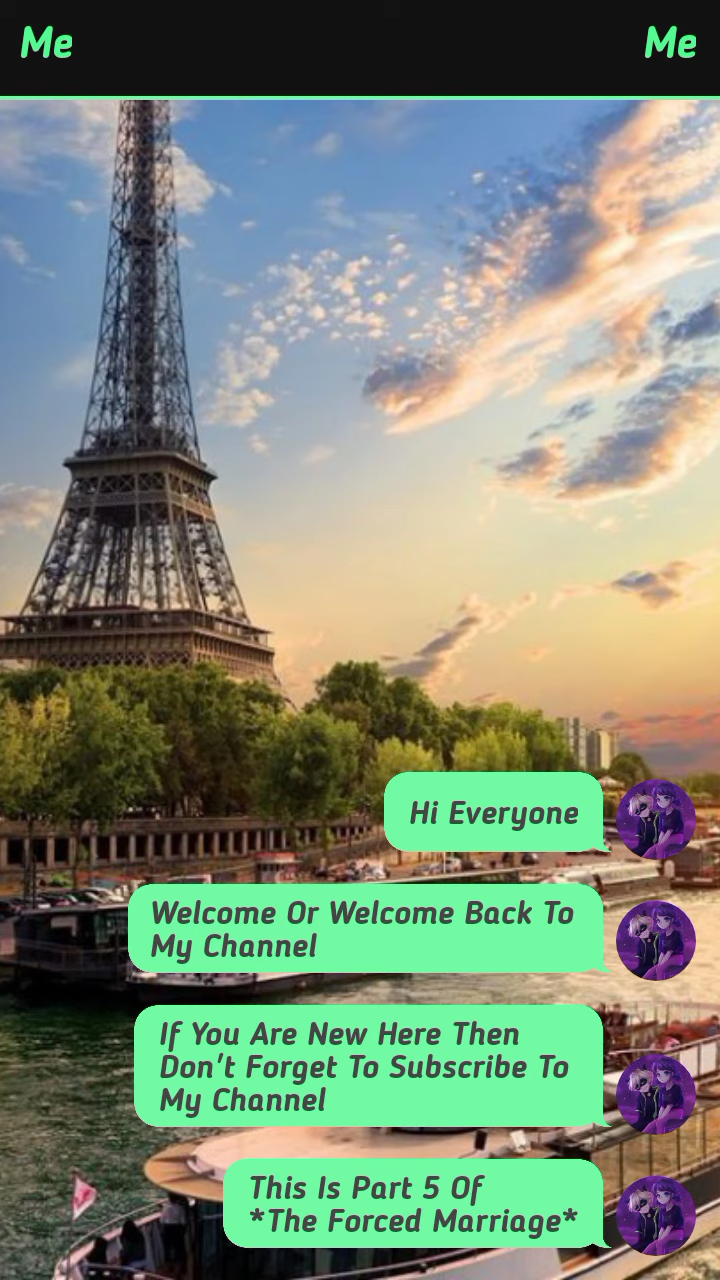 Me
Me
Hi Everyone
Welcome Or Welcome Back To
My Channel
If You Are New Here Then
Don't Forget To Subscribe To
My Channel
This Is Part 5 Of
*The Forced Marriage*